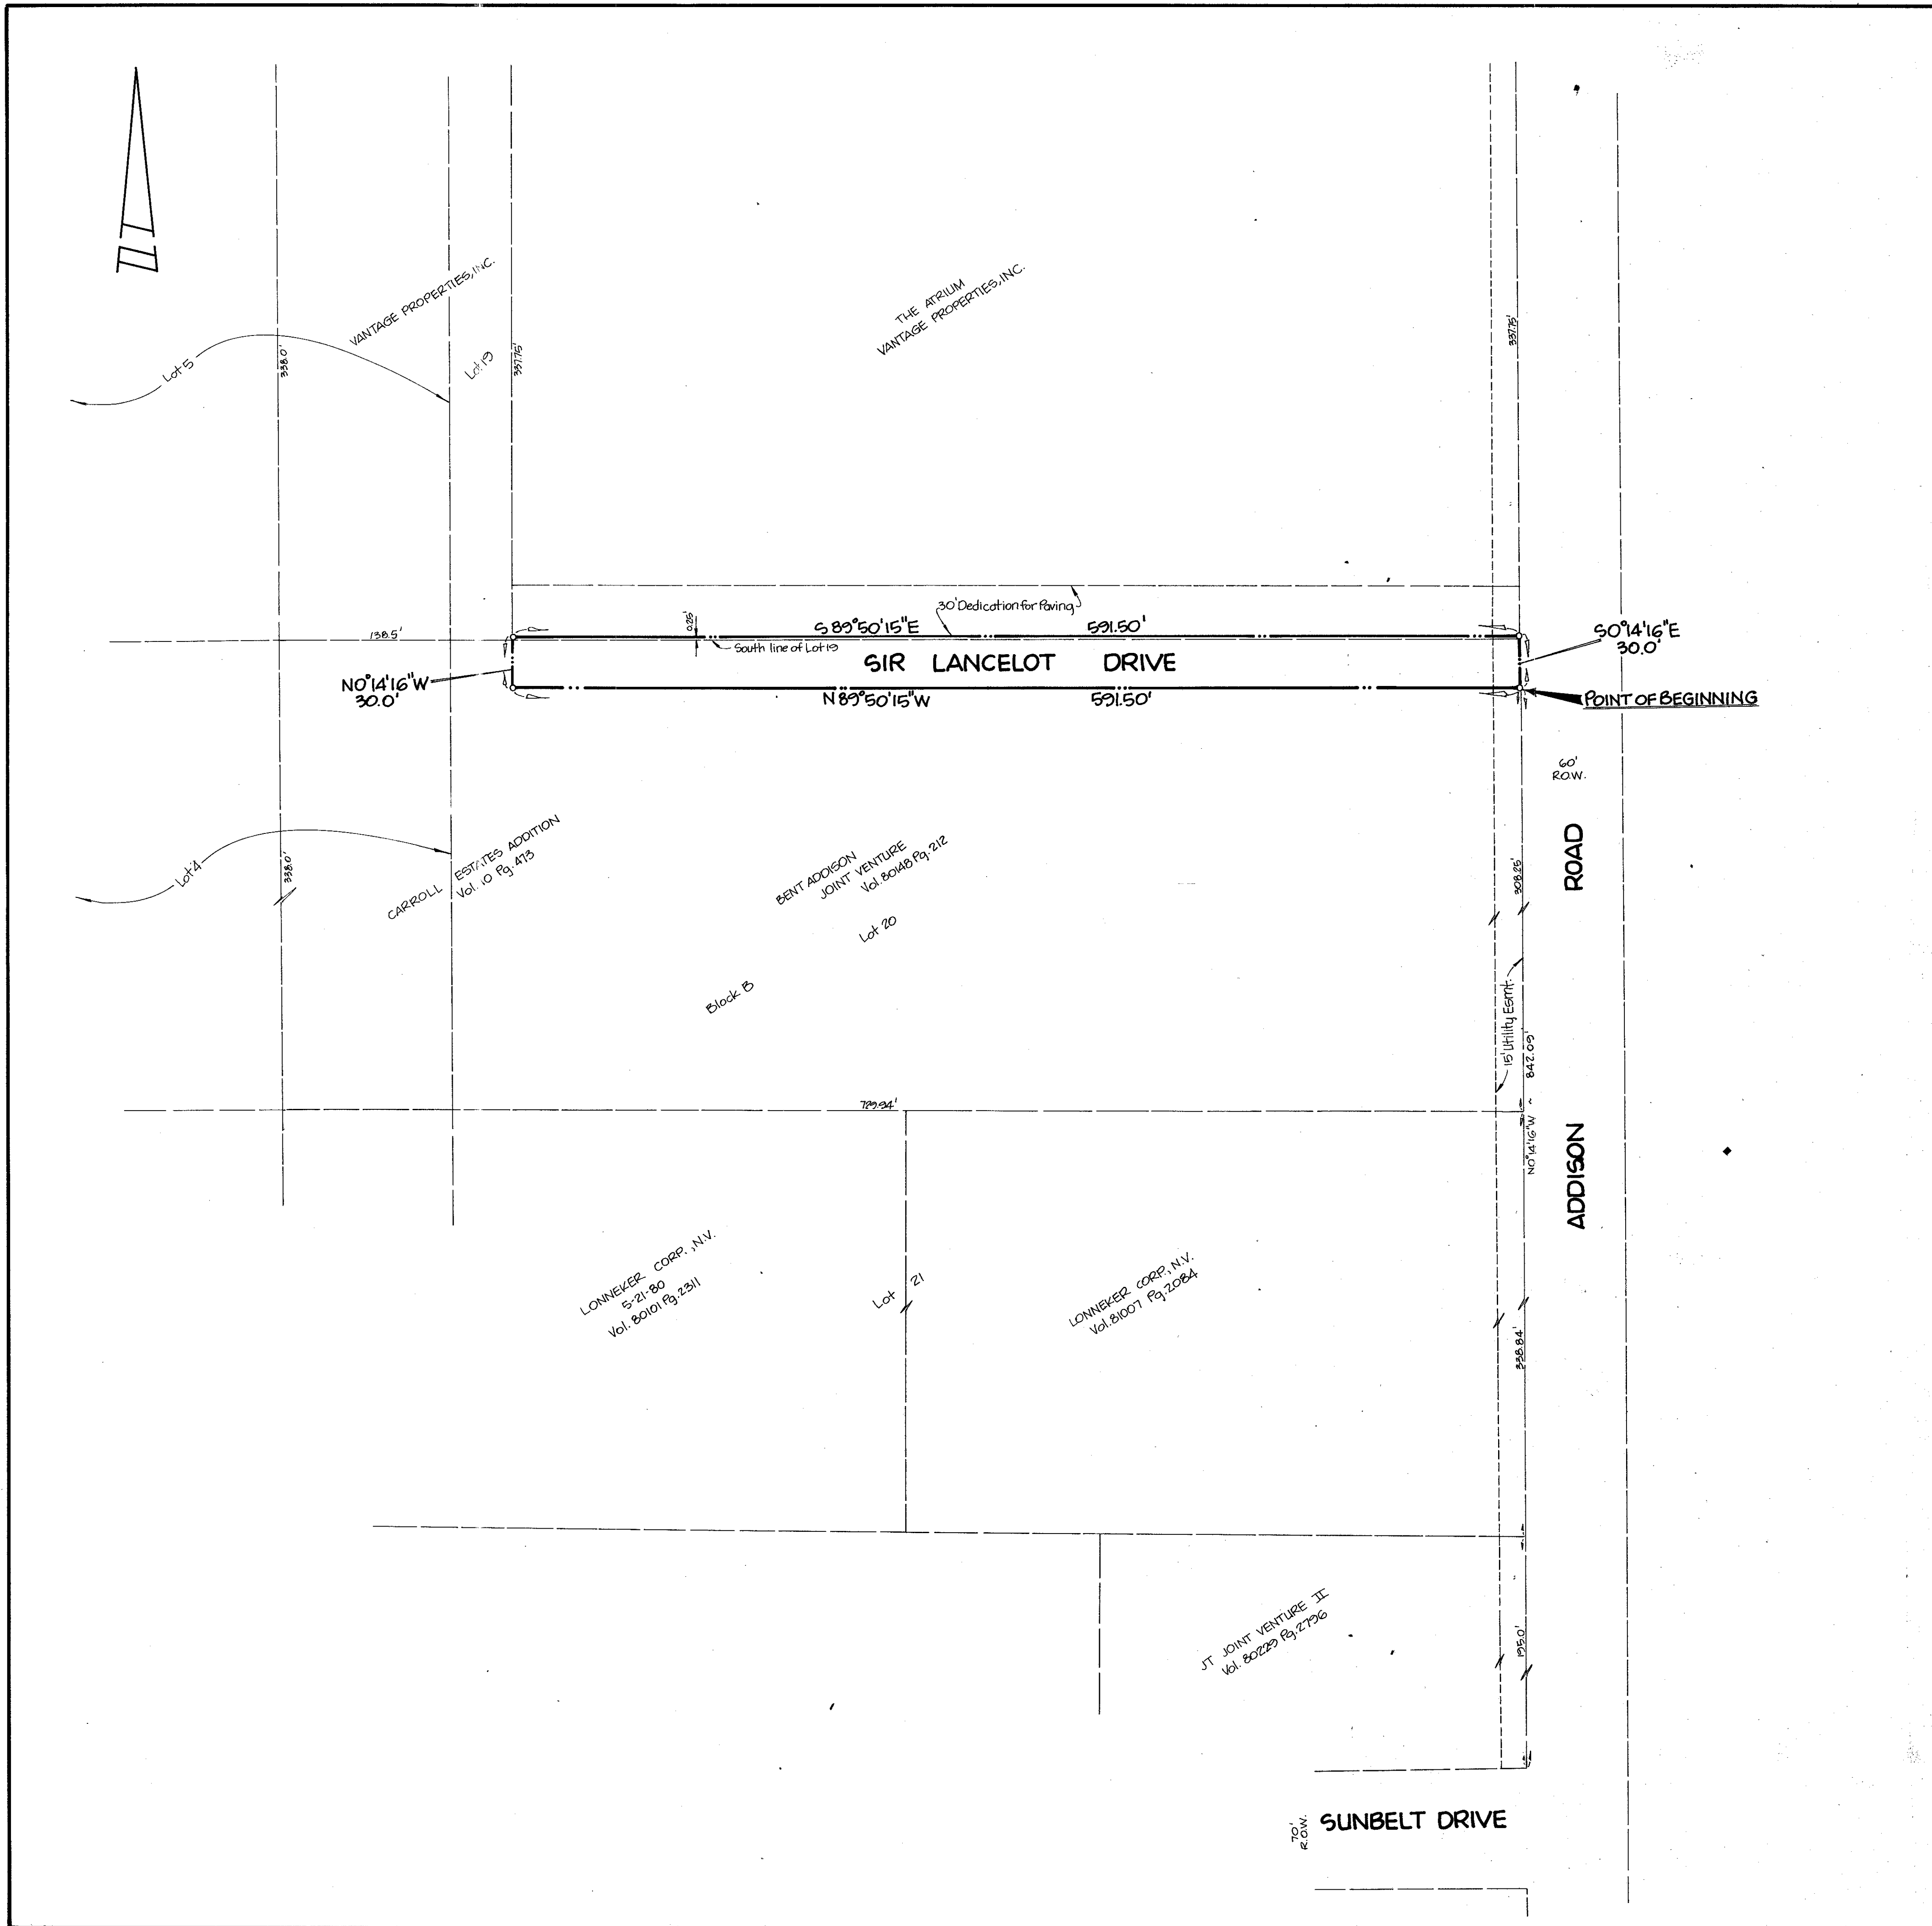 VANTAGE PROPERTIES, INC.
THE ATRIUM
VANTAGE PROPERTIES, INC.
Lot 5
338.0'
Lot 19
337.75'
337.75'
30' Dedication for Paving
138.5'
0.25'
S 89°50'15"E 591.50'
South line of Lot 19
SIR LANCELOT DRIVE
S0°14'16"E
30.0'
N0°14'16"W
30.0'
N 89°50'15"W 591.50'
POINT OF BEGINNING
60'
R.O.W.
Lot 4
338.0'
CARROLL ESTATES ADDITION
Vol. 10 Pg. 473
BENT ADDISON
JOINT VENTURE
Vol. 80148 Pg. 212
Lot 20
Block B
308.25'
15' Utility Esmt.
N0°14'16"W ~ 842.09'
ADDISON ROAD
729.94'
LONNEKER CORP., N.V.
5-21-80
Vol. 80101 Pg. 2311
Lot 21
LONNEKER CORP., N.V.
Vol. 81007 Pg. 2084
338.84'
JT JOINT VENTURE II
Vol. 80229 Pg. 2796
195.0'
70'
R.O.W.
SUNBELT DRIVE